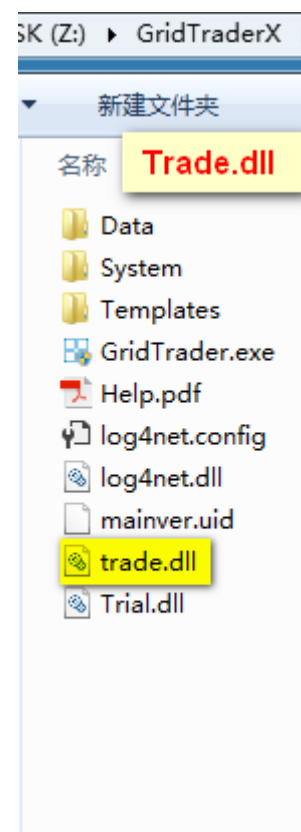 SK (Z:) ▸ GridTraderX
新建文件夹
名称
Trade.dll
Data
System
Templates
GridTrader.exe
Help.pdf
log4net.config
log4net.dll
mainver.uid
trade.dll
Trial.dll